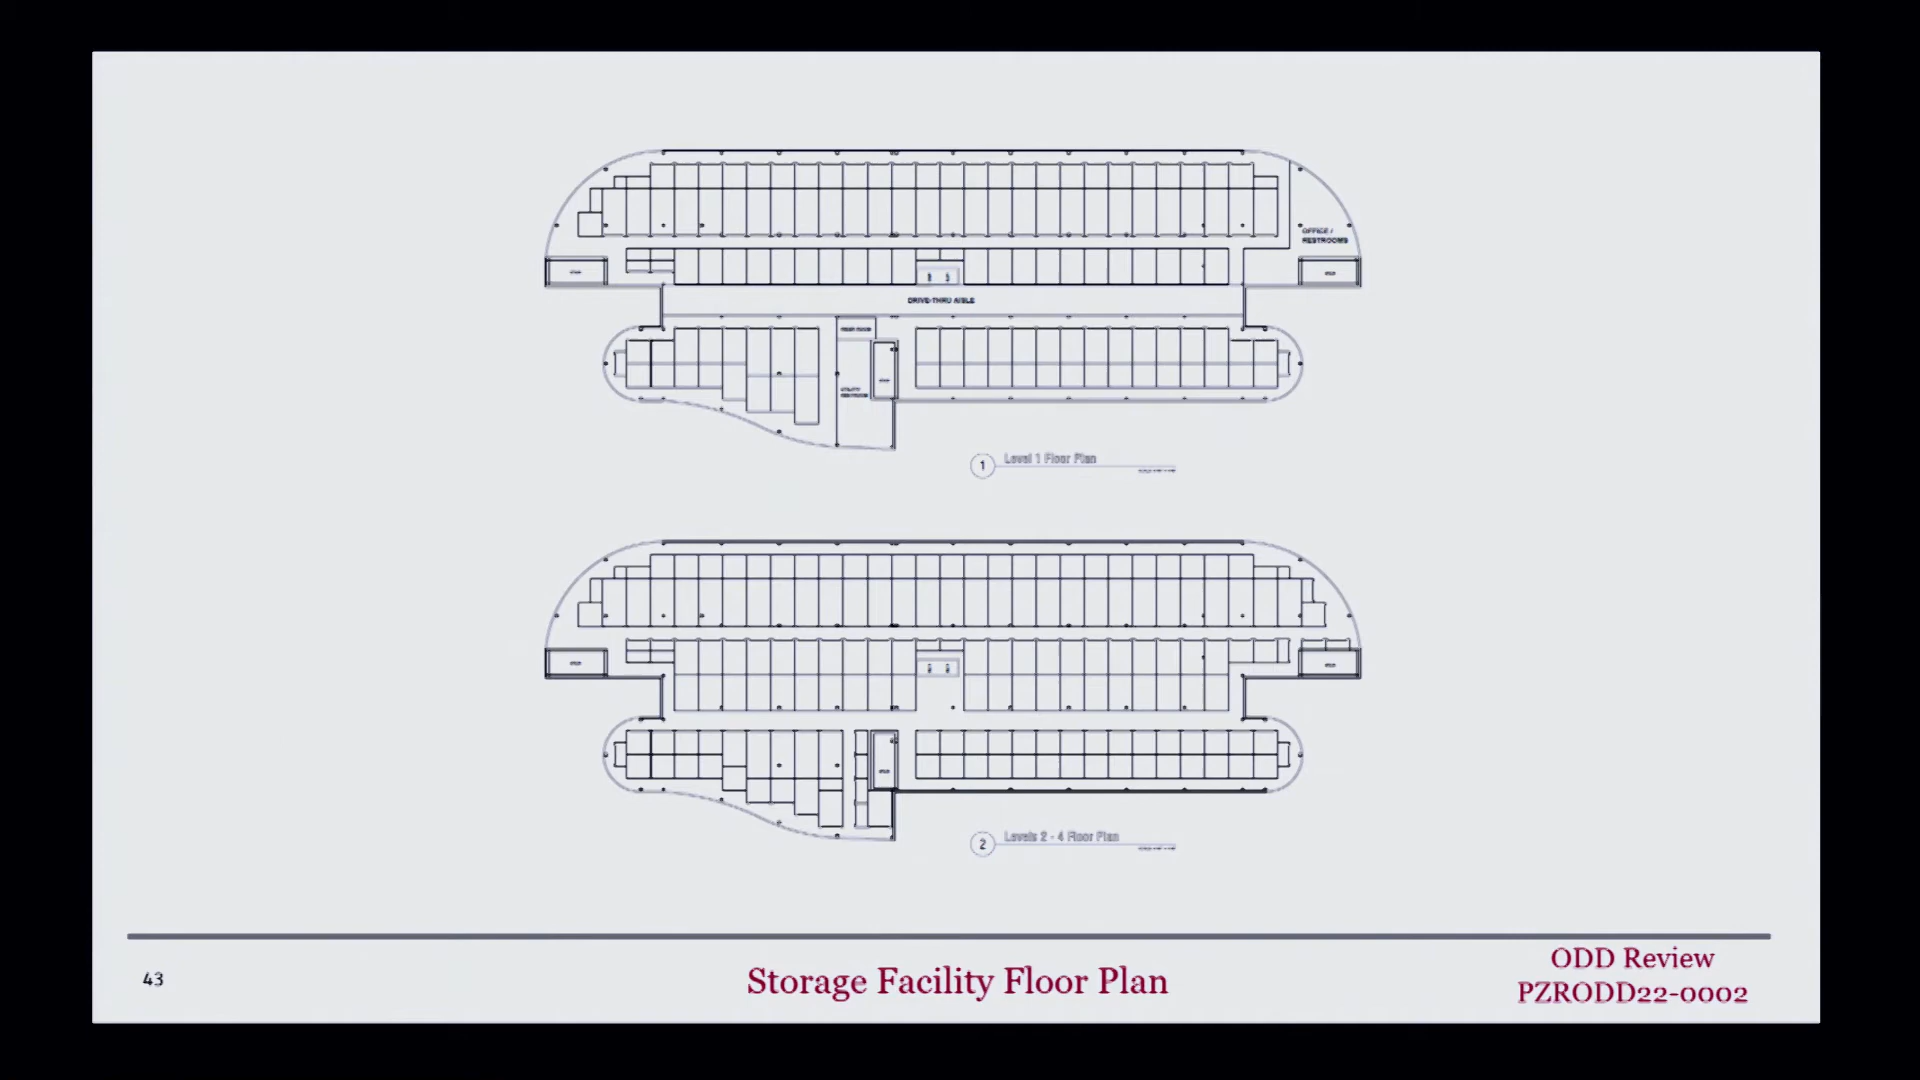 OFFICE /
RESTROOMS
DRIVE-THRU AISLE
1
Level 1 Floor Plan
2
Levels 2 - 4 Floor Plan
43
Storage Facility Floor Plan
ODD Review
PZRODD22-0002